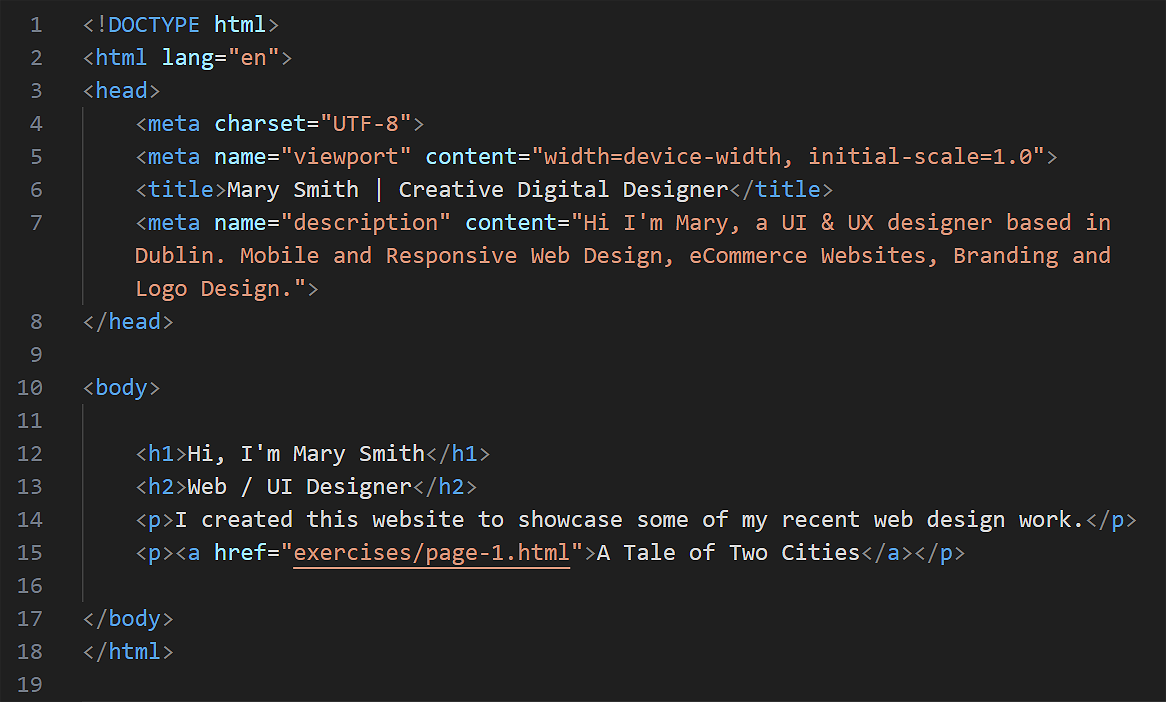 1 <!DOCTYPE html>
2 <html lang="en">
3 <head>
4     <meta charset="UTF-8">
5     <meta name="viewport" content="width=device-width, initial-scale=1.0">
6     <title>Mary Smith | Creative Digital Designer</title>
7     <meta name="description" content="Hi I'm Mary, a UI & UX designer based in
    Dublin. Mobile and Responsive Web Design, eCommerce Websites, Branding and
    Logo Design.">
8 </head>
9
10 <body>
11
12     <h1>Hi, I'm Mary Smith</h1>
13     <h2>Web / UI Designer</h2>
14     <p>I created this website to showcase some of my recent web design work.</p>
15     <p><a href="exercises/page-1.html">A Tale of Two Cities</a></p>
16
17 </body>
18 </html>
19